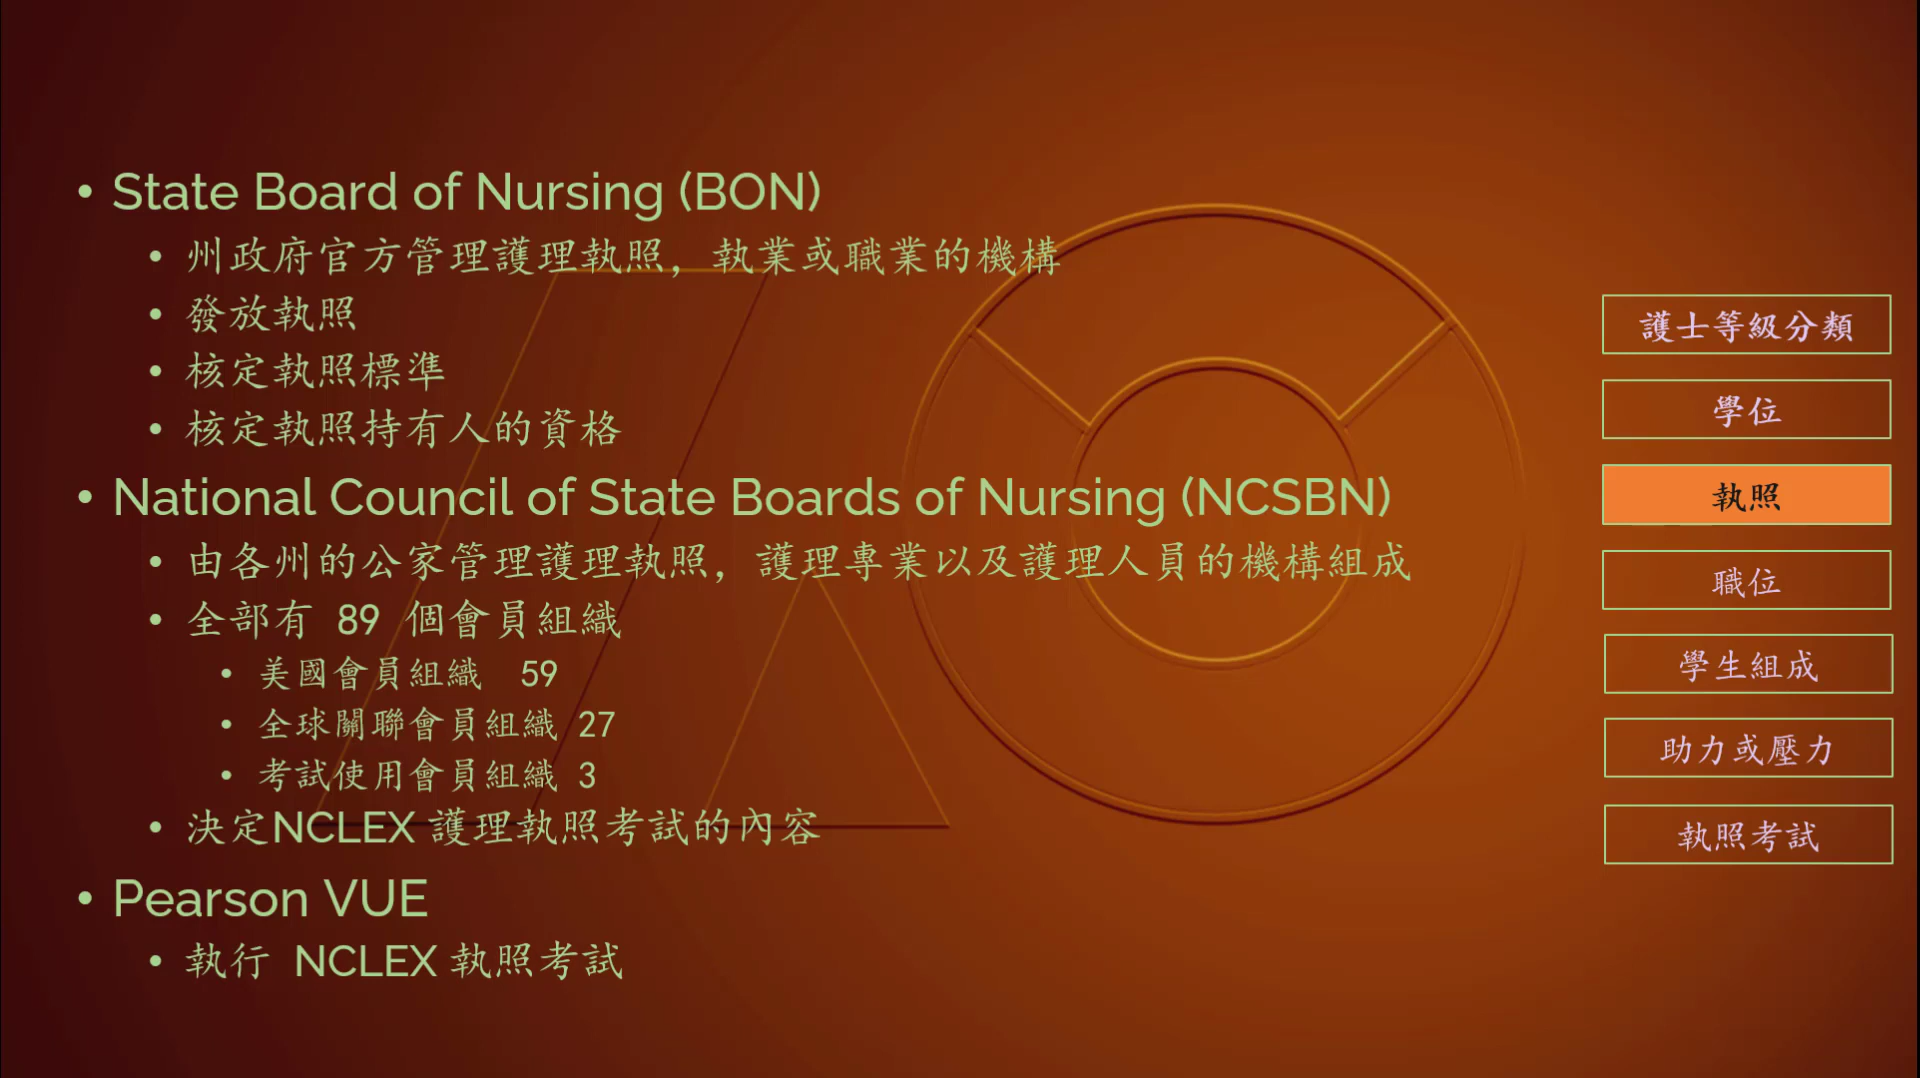 • State Board of Nursing (BON)
• 州政府官方管理護理執照，執業或職業的機構
• 發放執照
• 核定執照標準
• 核定執照持有人的資格
• National Council of State Boards of Nursing (NCSBN)
• 由各州的公家管理護理執照，護理專業以及護理人員的機構組成
• 全部有 89 個會員組織
• 美國會員組織 59
• 全球關聯會員組織 27
• 考試使用會員組織 3
• 決定NCLEX 護理執照考試的內容
• Pearson VUE
• 執行 NCLEX 執照考試
護士等級分類
學位
執照
職位
學生組成
助力或壓力
執照考試